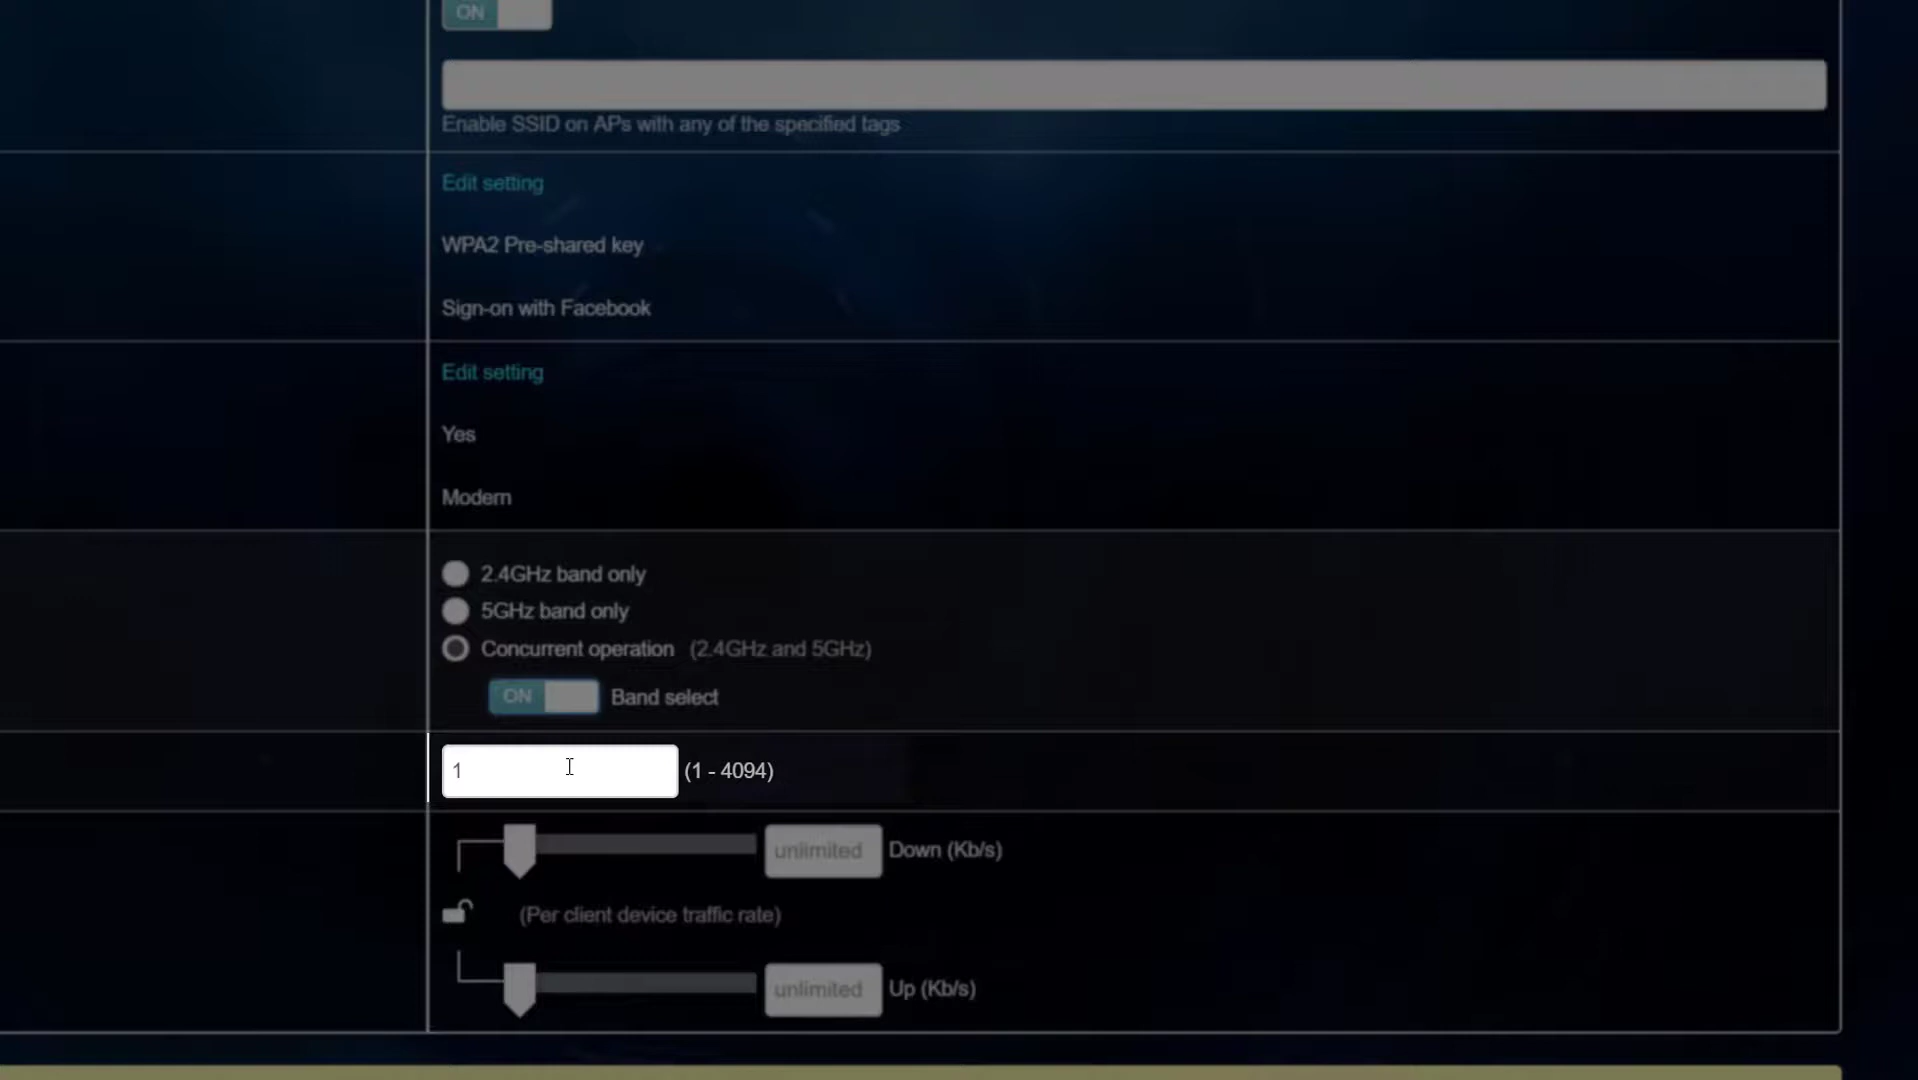 ON
Enable SSID on APs with any of the specified tags
Edit setting
WPA2 Pre-shared key
Sign-on with Facebook
Edit setting
Yes
Modern
2.4GHz band only
5GHz band only
Concurrent operation (2.4GHz and 5GHz)
ON Band select
1 (1 - 4094)
unlimited Down (Kb/s)
(Per client device traffic rate)
unlimited Up (Kb/s)